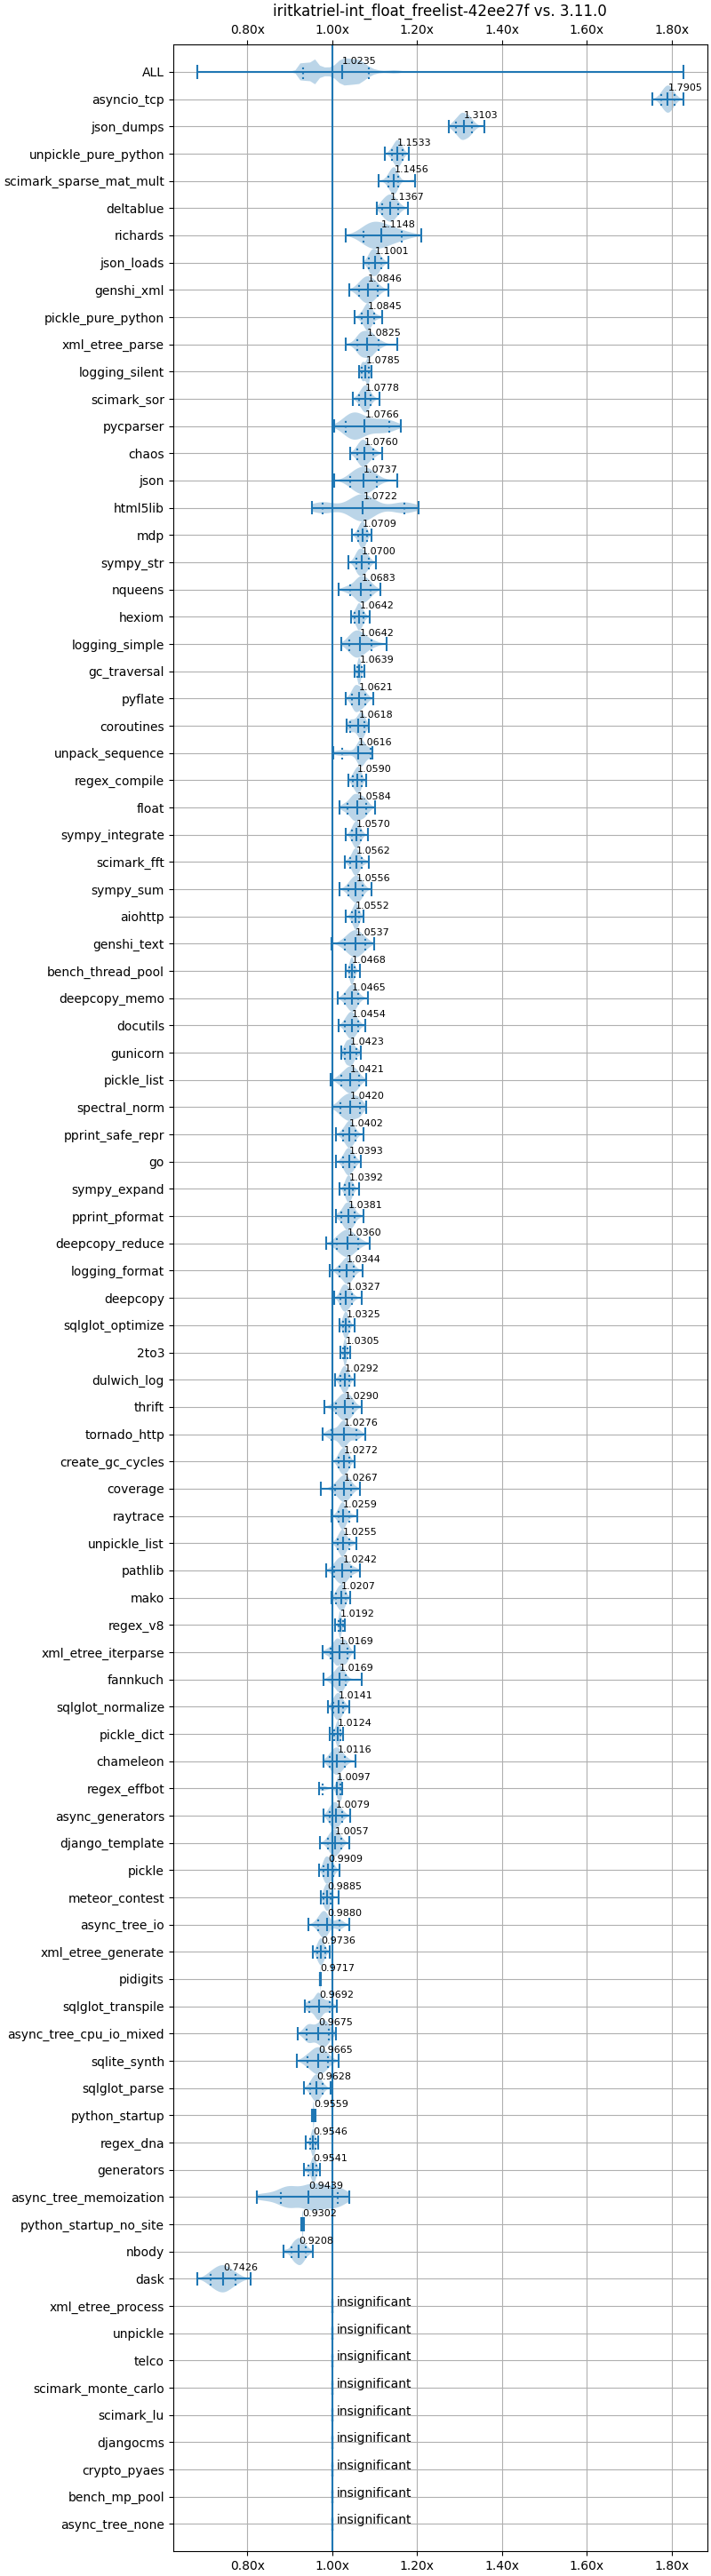 iritkatriel-int_float_freelist-42ee27f vs. 3.11.0
0.80x 1.00x 1.20x 1.40x 1.60x 1.80x
ALL 1.0235
asyncio_tcp 1.7905
json_dumps 1.3103
unpickle_pure_python 1.1533
scimark_sparse_mat_mult 1.1456
deltablue 1.1367
richards 1.1148
json_loads 1.1001
genshi_xml 1.0846
pickle_pure_python 1.0845
xml_etree_parse 1.0825
logging_silent 1.0785
scimark_sor 1.0778
pycparser 1.0766
chaos 1.0760
json 1.0737
html5lib 1.0722
mdp 1.0709
sympy_str 1.0700
nqueens 1.0683
hexiom 1.0642
logging_simple 1.0642
gc_traversal 1.0639
pyflate 1.0621
coroutines 1.0618
unpack_sequence 1.0616
regex_compile 1.0590
float 1.0584
sympy_integrate 1.0570
scimark_fft 1.0562
sympy_sum 1.0556
aiohttp 1.0552
genshi_text 1.0537
bench_thread_pool 1.0468
deepcopy_memo 1.0465
docutils 1.0454
gunicorn 1.0423
pickle_list 1.0421
spectral_norm 1.0420
pprint_safe_repr 1.0402
go 1.0393
sympy_expand 1.0392
pprint_pformat 1.0381
deepcopy_reduce 1.0360
logging_format 1.0344
deepcopy 1.0327
sqlglot_optimize 1.0325
2to3 1.0305
dulwich_log 1.0292
thrift 1.0290
tornado_http 1.0276
create_gc_cycles 1.0272
coverage 1.0267
raytrace 1.0259
unpickle_list 1.0255
pathlib 1.0242
mako 1.0207
regex_v8 1.0192
xml_etree_iterparse 1.0169
fannkuch 1.0169
sqlglot_normalize 1.0141
pickle_dict 1.0124
chameleon 1.0116
regex_effbot 1.0097
async_generators 1.0079
django_template 1.0057
pickle 0.9909
meteor_contest 0.9885
async_tree_io 0.9880
xml_etree_generate 0.9736
pidigits 0.9717
sqlglot_transpile 0.9692
async_tree_cpu_io_mixed 0.9675
sqlite_synth 0.9665
sqlglot_parse 0.9628
python_startup 0.9559
regex_dna 0.9546
generators 0.9541
async_tree_memoization 0.9439
python_startup_no_site 0.9302
nbody 0.9208
dask 0.7426
xml_etree_process insignificant
unpickle insignificant
telco insignificant
scimark_monte_carlo insignificant
scimark_lu insignificant
djangocms insignificant
crypto_pyaes insignificant
bench_mp_pool insignificant
async_tree_none insignificant
0.80x 1.00x 1.20x 1.40x 1.60x 1.80x